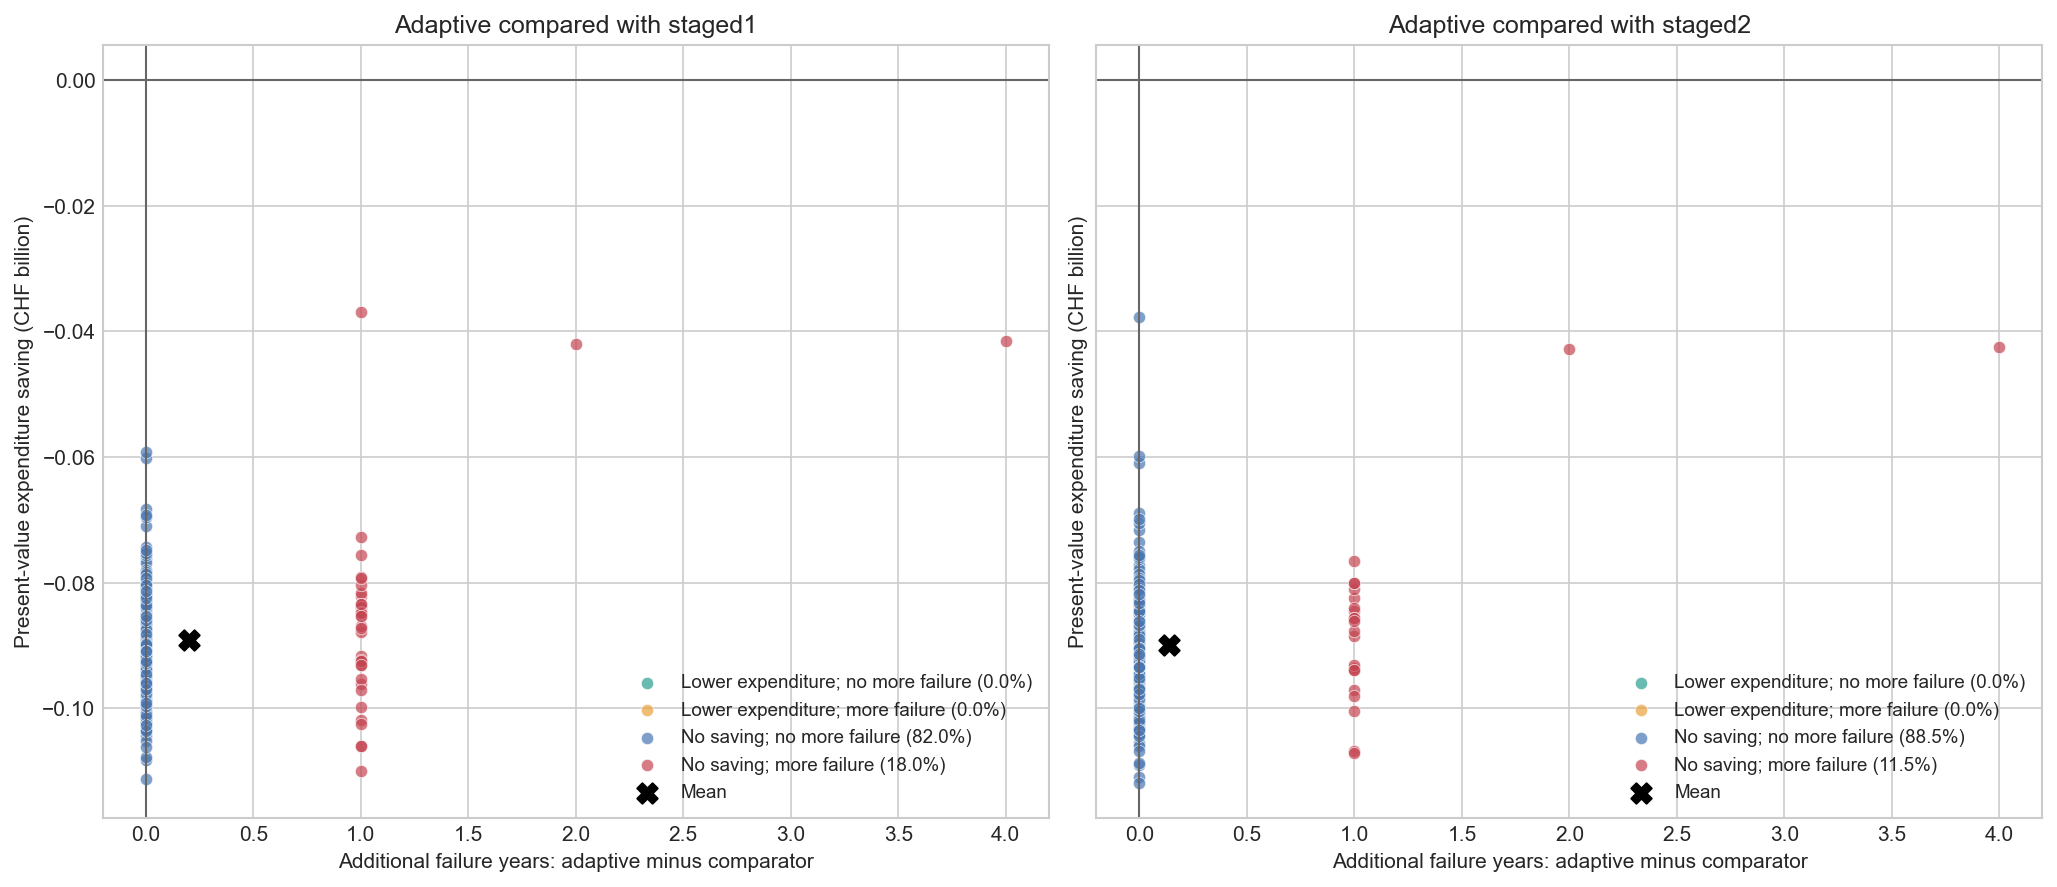 Adaptive compared with staged1
0.00
−0.02
−0.04
−0.06
−0.08
−0.10
Present-value expenditure saving (CHF billion)
Lower expenditure; no more failure (0.0%)
Lower expenditure; more failure (0.0%)
No saving; no more failure (82.0%)
No saving; more failure (18.0%)
Mean
0.0 0.5 1.0 1.5 2.0 2.5 3.0 3.5 4.0
Additional failure years: adaptive minus comparator
Adaptive compared with staged2
Present-value expenditure saving (CHF billion)
Lower expenditure; no more failure (0.0%)
Lower expenditure; more failure (0.0%)
No saving; no more failure (88.5%)
No saving; more failure (11.5%)
Mean
0.0 0.5 1.0 1.5 2.0 2.5 3.0 3.5 4.0
Additional failure years: adaptive minus comparator